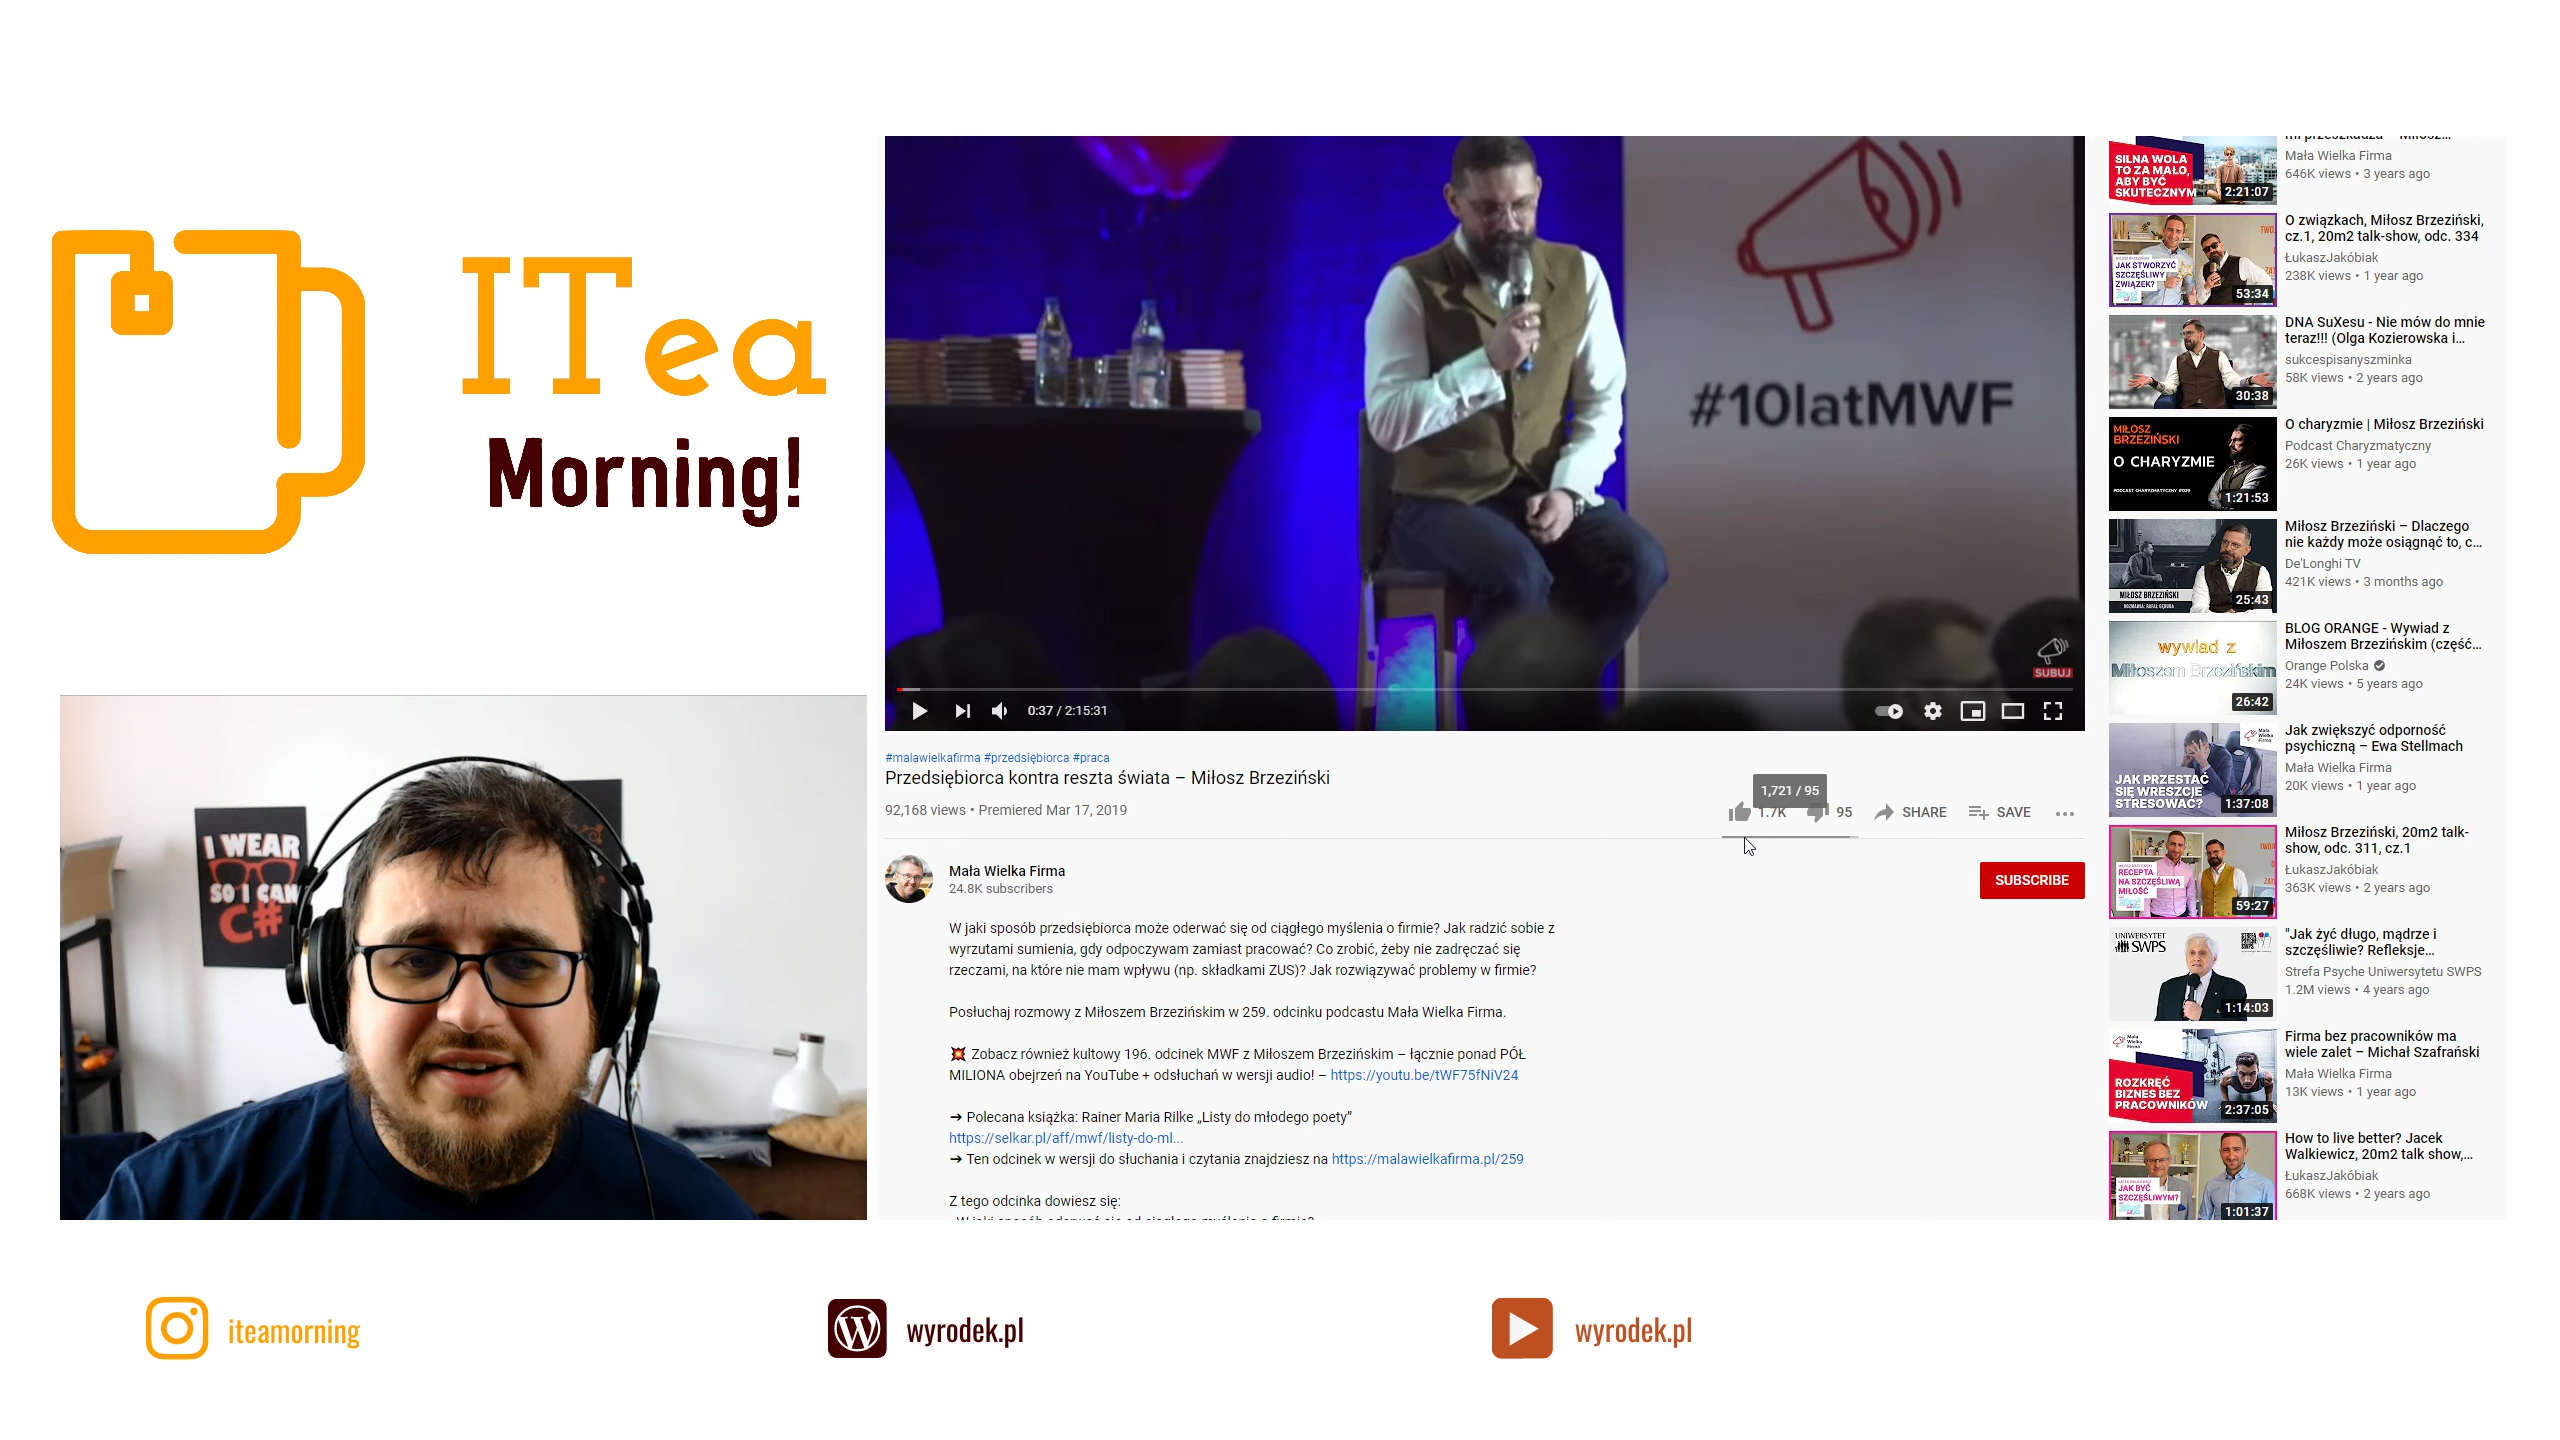 ITea
Morning!
I WEAR
SO I CAN
C#
#10latMWF
SUBUJ
0:37 / 2:15:31
#malawielkafirma #przedsiębiorca #praca
Przedsiębiorca kontra reszta świata – Miłosz Brzeziński
92,168 views • Premiered Mar 17, 2019
1,721 / 95
1.7K
95
SHARE
SAVE
Mała Wielka Firma
24.8K subscribers
SUBSCRIBE
W jaki sposób przedsiębiorca może oderwać się od ciągłego myślenia o firmie? Jak radzić sobie z
wyrzutami sumienia, gdy odpoczywam zamiast pracować? Co zrobić, żeby nie zadręczać się
rzeczami, na które nie mam wpływu (np. składkami ZUS)? Jak rozwiązywać problemy w firmie?
Posłuchaj rozmowy z Miłoszem Brzezińskim w 259. odcinku podcastu Mała Wielka Firma.
💥 Zobacz również kultowy 196. odcinek MWF z Miłoszem Brzezińskim – łącznie ponad PÓŁ
MILIONA obejrzeń na YouTube + odsłuchań w wersji audio! – https://youtu.be/tWF75fNiV24
➔ Polecana książka: Rainer Maria Rilke „Listy do młodego poety”
https://selkar.pl/aff/mwf/listy-do-ml...
➔ Ten odcinek w wersji do słuchania i czytania znajdziesz na https://malawielkafirma.pl/259
Z tego odcinka dowiesz się:
SILNA WOLA
TO ZA MAŁO,
ABY BYĆ
SKUTECZNYM
2:21:07
Mała Wielka Firma
646K views • 3 years ago
JAK STWORZYĆ
SZCZĘŚLIWY
ZWIĄZEK?
53:34
O związkach, Miłosz Brzeziński,
cz.1, 20m2 talk-show, odc. 334
ŁukaszJakóbiak
238K views • 1 year ago
30:38
DNA SuXesu - Nie mów do mnie
teraz!!! (Olga Kozierowska i...
sukcespisanyszminka
58K views • 2 years ago
MIŁOSZ
BRZEZIŃSKI
O CHARYZMIE
PODCAST CHARYZMATYCZNY #029
1:21:53
O charyzmie | Miłosz Brzeziński
Podcast Charyzmatyczny
26K views • 1 year ago
MIŁOSZ BRZEZIŃSKI
25:43
Miłosz Brzeziński – Dlaczego
nie każdy może osiągnąć to, c...
De'Longhi TV
421K views • 3 months ago
wywiad z
Miłoszem Brzezińskim
26:42
BLOG ORANGE - Wywiad z
Miłoszem Brzezińskim (część...
Orange Polska
24K views • 5 years ago
Mała
Wielka
Firma
JAK PRZESTAĆ
SIĘ WRESZCIE
STRESOWAĆ?
1:37:08
Jak zwiększyć odporność
psychiczną – Ewa Stellmach
Mała Wielka Firma
20K views • 1 year ago
RECEPTA
NA SZCZĘŚLIWĄ
MIŁOŚĆ
59:27
Miłosz Brzeziński, 20m2 talk-
show, odc. 311, cz.1
ŁukaszJakóbiak
363K views • 2 years ago
UNIWERSYTET
SWPS
1:14:03
"Jak żyć długo, mądrze i
szczęśliwie? Refleksje...
Strefa Psyche Uniwersytetu SWPS
1.2M views • 4 years ago
Mała
Wielka
Firma
ROZKRĘĆ
BIZNES BEZ
PRACOWNIKÓW
2:37:05
Firma bez pracowników ma
wiele zalet – Michał Szafrański
Mała Wielka Firma
13K views • 1 year ago
JAK BYĆ
SZCZĘŚLIWYM?
1:01:37
How to live better? Jacek
Walkiewicz, 20m2 talk show,...
ŁukaszJakóbiak
668K views • 2 years ago
iteamorning
wyrodek.pl
wyrodek.pl